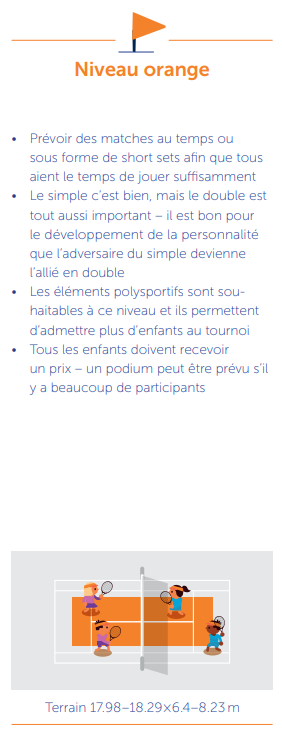 Niveau orange
• Prévoir des matches au temps ou
sous forme de short sets afin que tous
aient le temps de jouer suffisamment
• Le simple c'est bien, mais le double est
tout aussi important – il est bon pour
le développement de la personnalité
que l'adversaire du simple devienne
l'allié en double
• Les éléments polysportifs sont sou-
haitables à ce niveau et ils permettent
d'admettre plus d'enfants au tournoi
• Tous les enfants doivent recevoir
un prix – un podium peut être prévu s'il
y a beaucoup de participants
Terrain 17.98–18.29×6.4–8.23 m